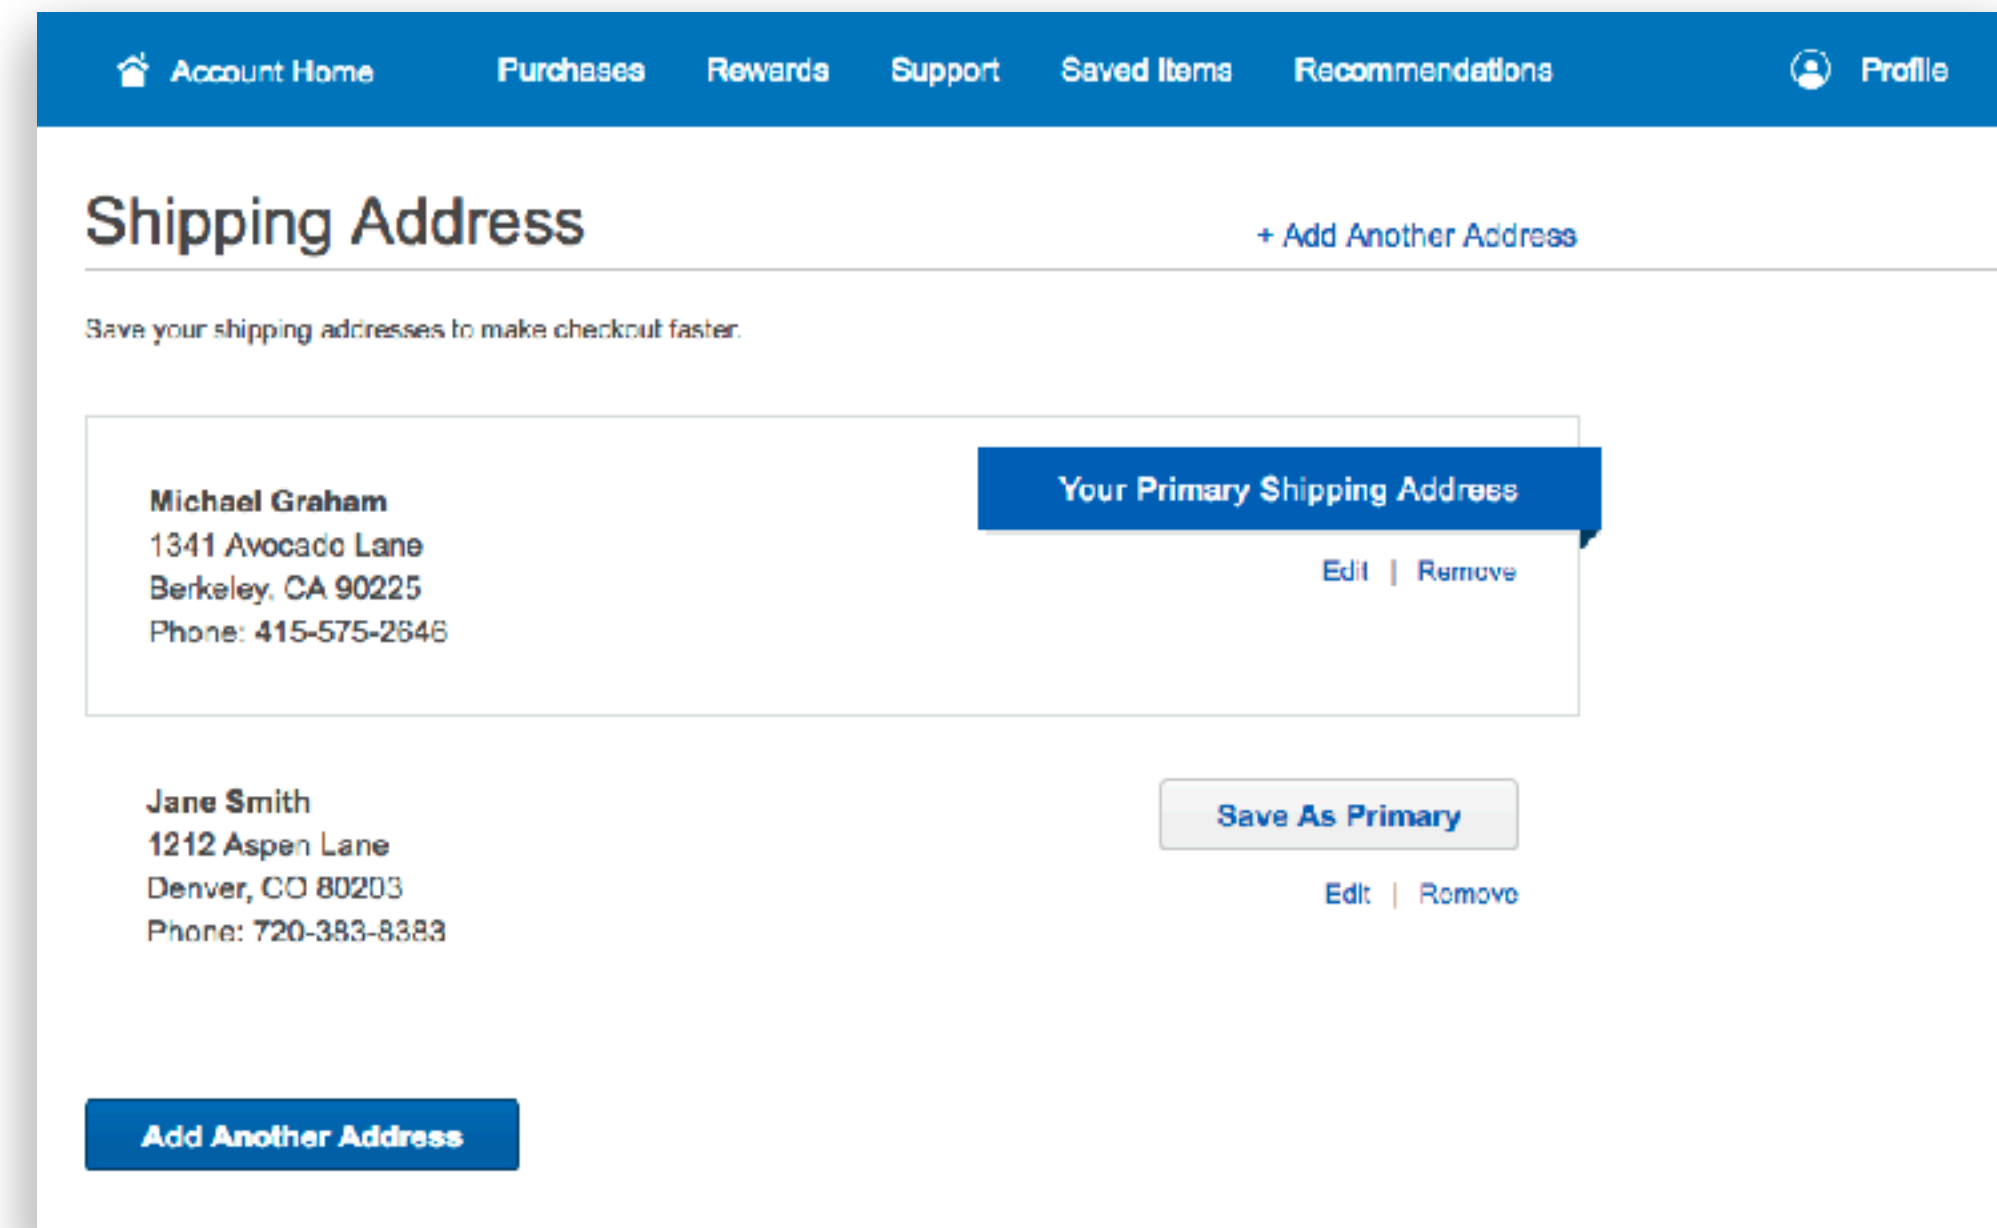 Account Home Purchases Rewards Support Saved Items Recommendations Profile
Shipping Address
+ Add Another Address
Save your shipping addresses to make checkout faster.
Your Primary Shipping Address
Michael Graham
1341 Avocado Lane
Berkeley, CA 90225
Phone: 415-575-2646
Edit | Remove
Jane Smith
1212 Aspen Lane
Denver, CO 80203
Phone: 720-383-8383
Save As Primary
Edit | Remove
Add Another Address